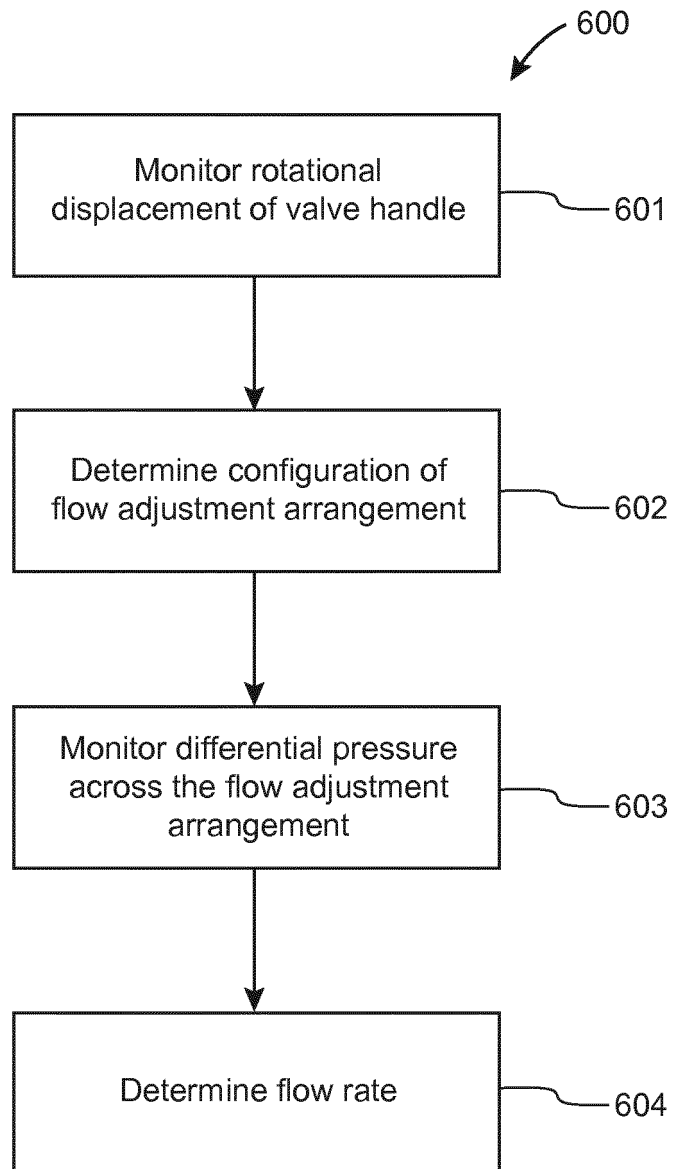 600
Monitor rotational
displacement of valve handle
601
Determine configuration of
flow adjustment arrangement
602
Monitor differential pressure
across the flow adjustment
arrangement
603
Determine flow rate
604